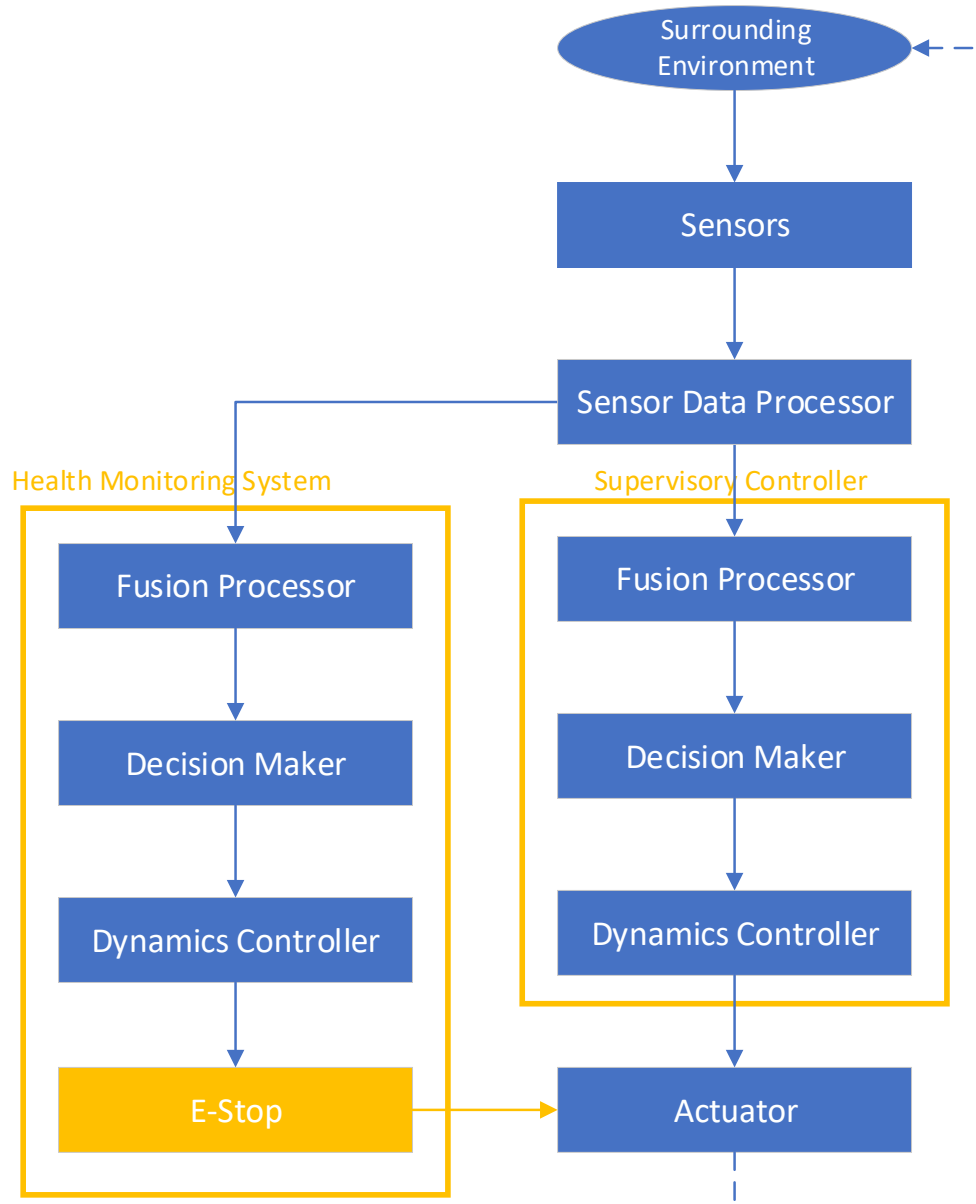 Surrounding
Environment
Sensors
Sensor Data Processor
Health Monitoring System
Fusion Processor
Decision Maker
Dynamics Controller
E-Stop
Supervisory Controller
Fusion Processor
Decision Maker
Dynamics Controller
Actuator